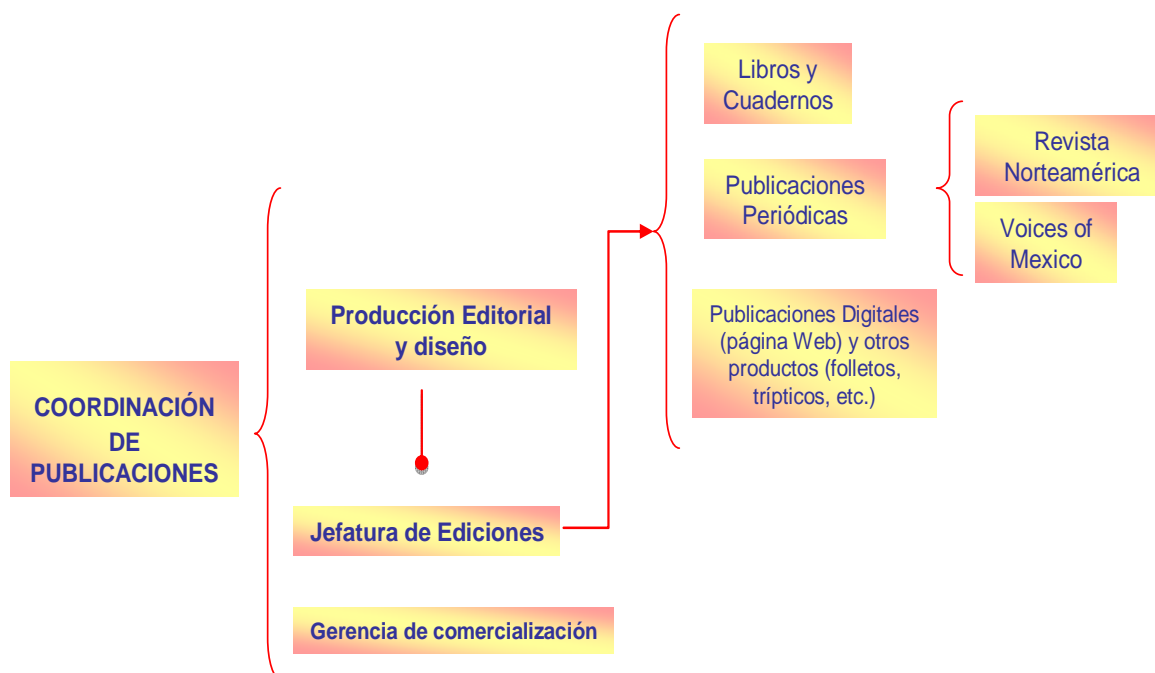 COORDINACIÓN
DE
PUBLICACIONES
Producción Editorial
y diseño
Jefatura de Ediciones
Gerencia de comercialización
Libros y
Cuadernos
Publicaciones
Periódicas
Publicaciones Digitales
(página Web) y otros
productos (folletos,
trípticos, etc.)
Revista
Norteamérica
Voices of
Mexico